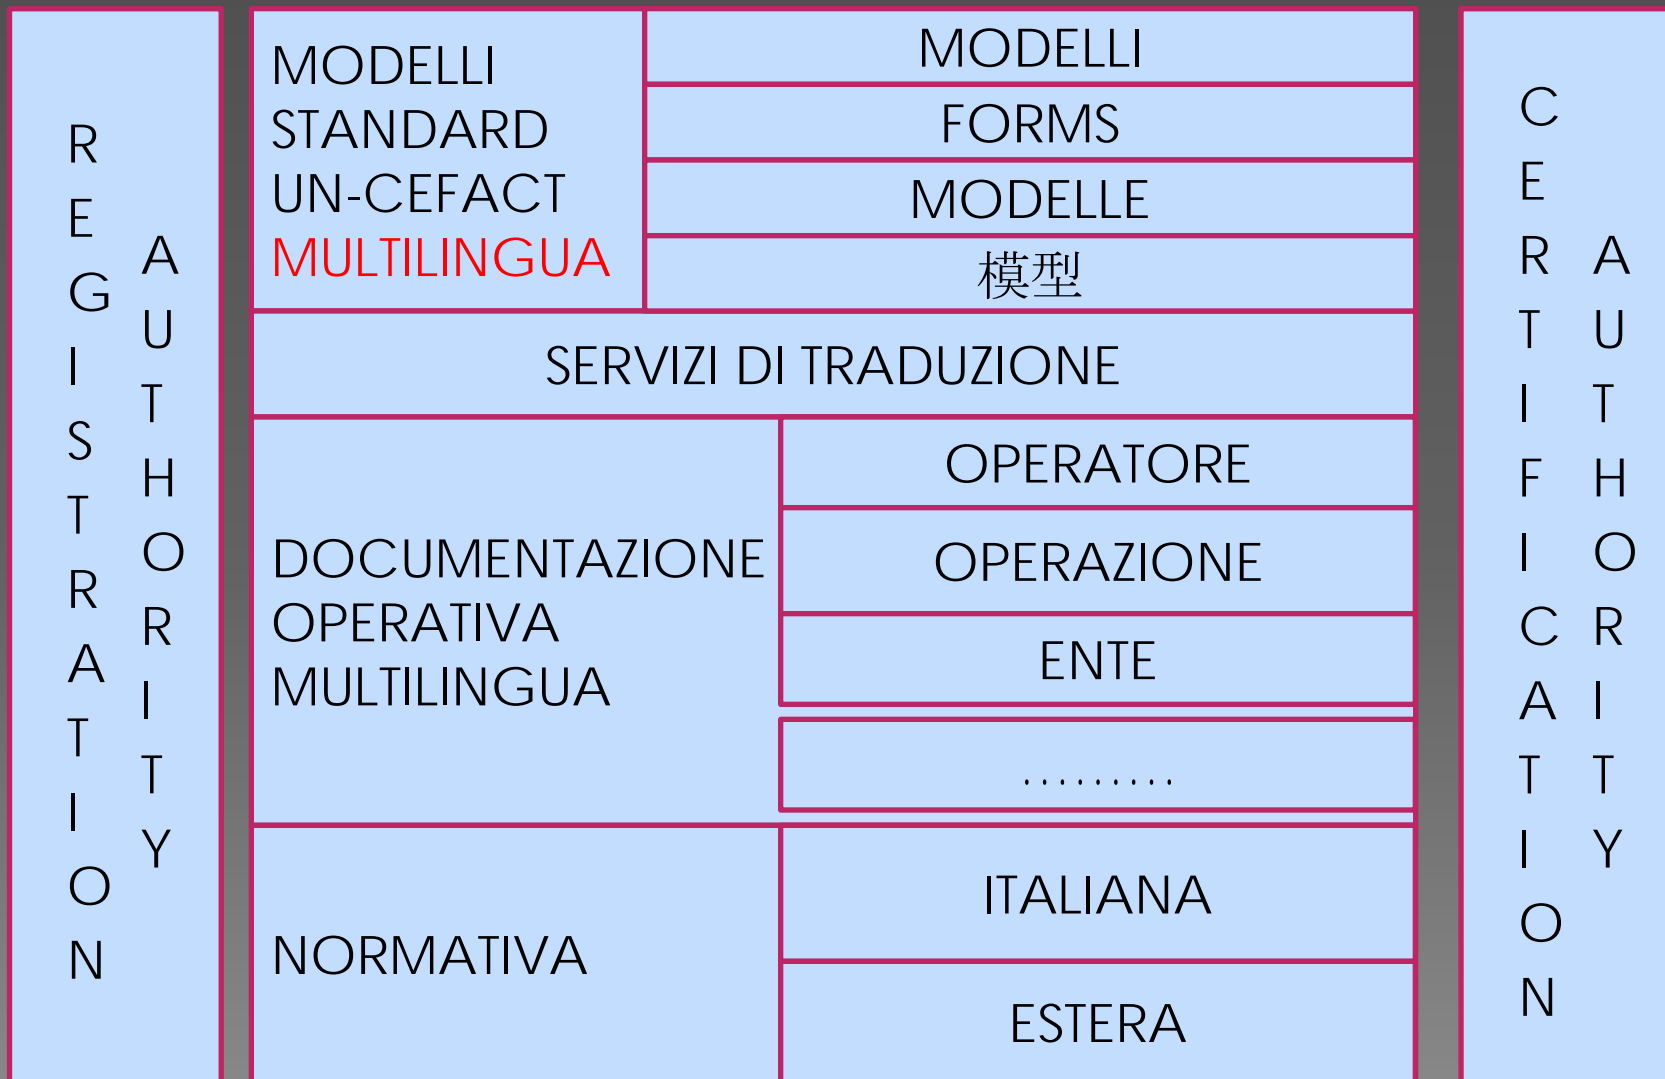 REGISTRATION
AUTHORITY
MODELLI
STANDARD
UN-CEFACT
MULTILINGUA
MODELLI
FORMS
MODELLE
模型
SERVIZI DI TRADUZIONE
DOCUMENTAZIONE
OPERATIVA
MULTILINGUA
OPERATORE
OPERAZIONE
ENTE
.........
NORMATIVA
ITALIANA
ESTERA
CERTIFICATION
AUTHORITY